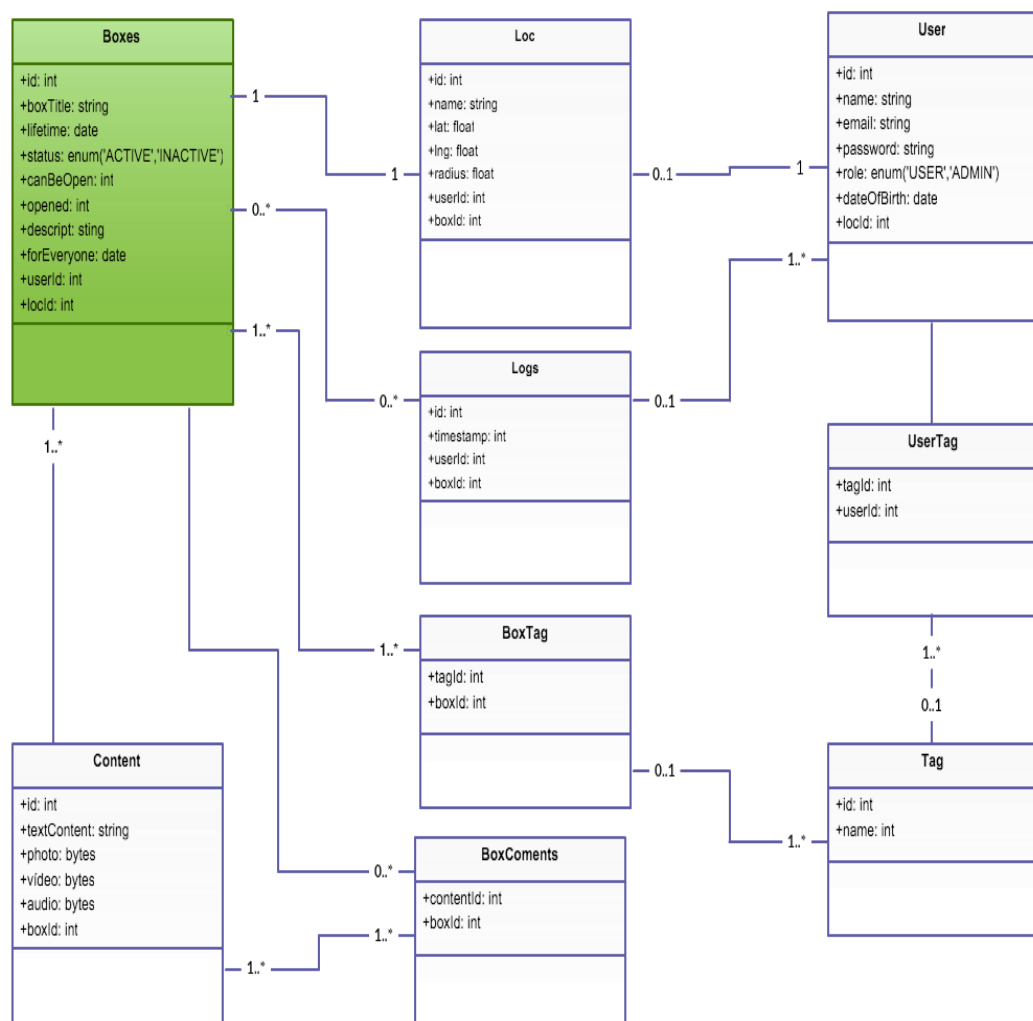 Boxes
+id: int
+boxTitle: string
+lifetime: date
+status: enum('ACTIVE','INACTIVE')
+canBeOpen: int
+opened: int
+descript: sting
+forEveryone: date
+userId: int
+locId: int
Loc
+id: int
+name: string
+lat: float
+lng: float
+radius: float
+userId: int
+boxId: int
User
+id: int
+name: string
+email: string
+password: string
+role: enum('USER','ADMIN')
+dateOfBirth: date
+locId: int
1
1
0..1
1
0..*
0..*
1..*
0..1
1..*
1..*
1..*
Logs
+id: int
+timestamp: int
+userId: int
+boxId: int
UserTag
+tagId: int
+userId: int
BoxTag
+tagId: int
+boxId: int
1..*
0..1
0..1
1..*
Content
+id: int
+textContent: string
+photo: bytes
+vídeo: bytes
+audio: bytes
+boxId: int
BoxComents
+contentId: int
+boxId: int
Tag
+id: int
+name: int
0..*
1..*
1..*